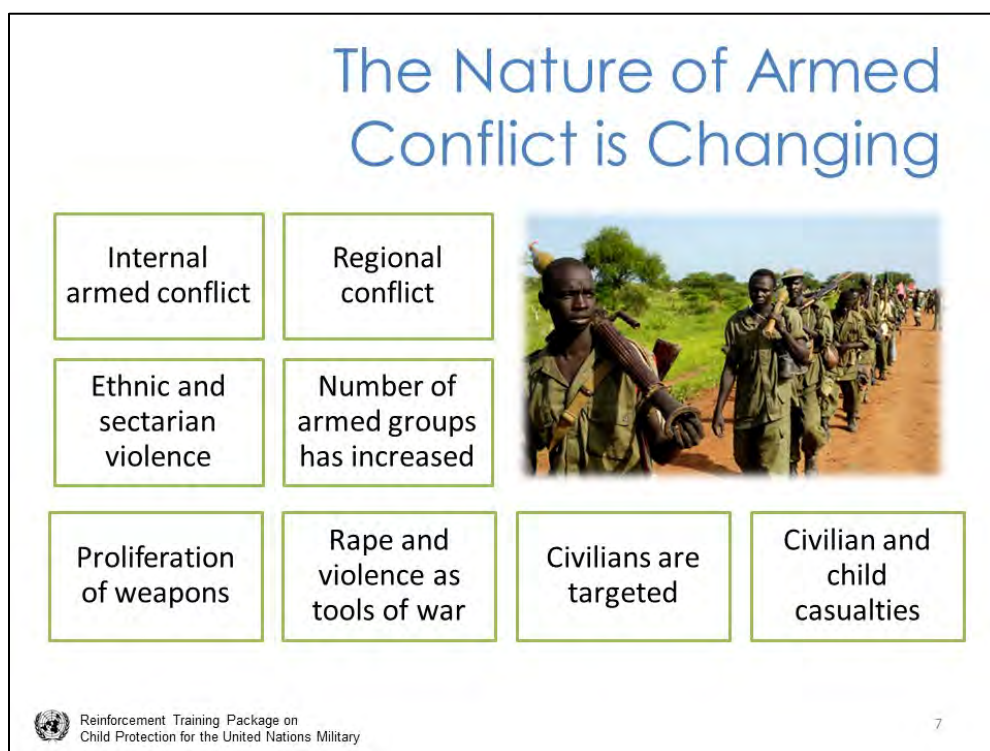 The Nature of Armed
Conflict is Changing
Internal
armed conflict
Regional
conflict
Ethnic and
sectarian
violence
Number of
armed groups
has increased
Proliferation
of weapons
Rape and
violence as
tools of war
Civilians are
targeted
Civilian and
child
casualties
Reinforcement Training Package on
Child Protection for the United Nations Military
7